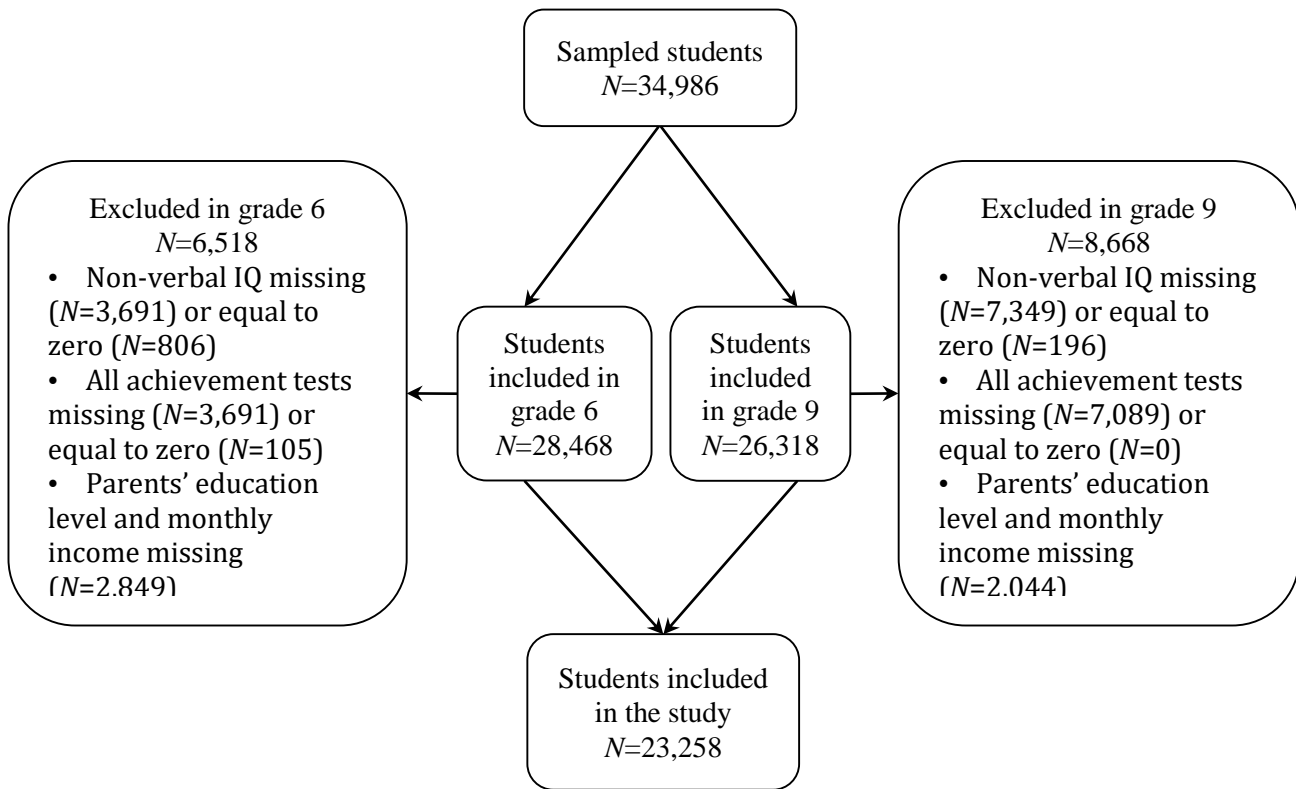 Sampled students
N=34,986
Excluded in grade 6
N=6,518
• Non-verbal IQ missing
(N=3,691) or equal to
zero (N=806)
• All achievement tests
missing (N=3,691) or
equal to zero (N=105)
• Parents’ education
level and monthly
income missing
(N=2.849)
Students
included in
grade 6
N=28,468
Students
included
in grade 9
N=26,318
Excluded in grade 9
N=8,668
• Non-verbal IQ missing
(N=7,349) or equal to
zero (N=196)
• All achievement tests
missing (N=7,089) or
equal to zero (N=0)
• Parents’ education
level and monthly
income missing
(N=2.044)
Students included
in the study
N=23,258